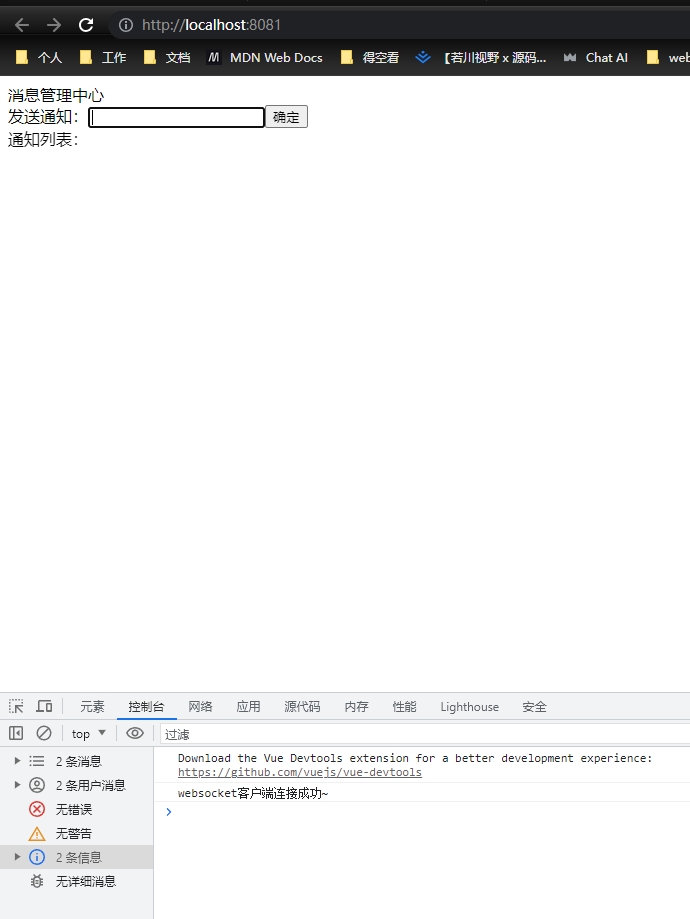 http://localhost:8081
个人 工作 文档 M MDN Web Docs 得空看 【若川视野 x 源码... Chat AI web
消息管理中心
发送通知： 确定
通知列表：
元素 控制台 网络 应用 源代码 内存 性能 Lighthouse 安全
top 过滤
2 条消息
2 条用户消息
无错误
无警告
2 条信息
无详细消息
Download the Vue Devtools extension for a better development experience:
https://github.com/vuejs/vue-devtools
websocket客户端连接成功~